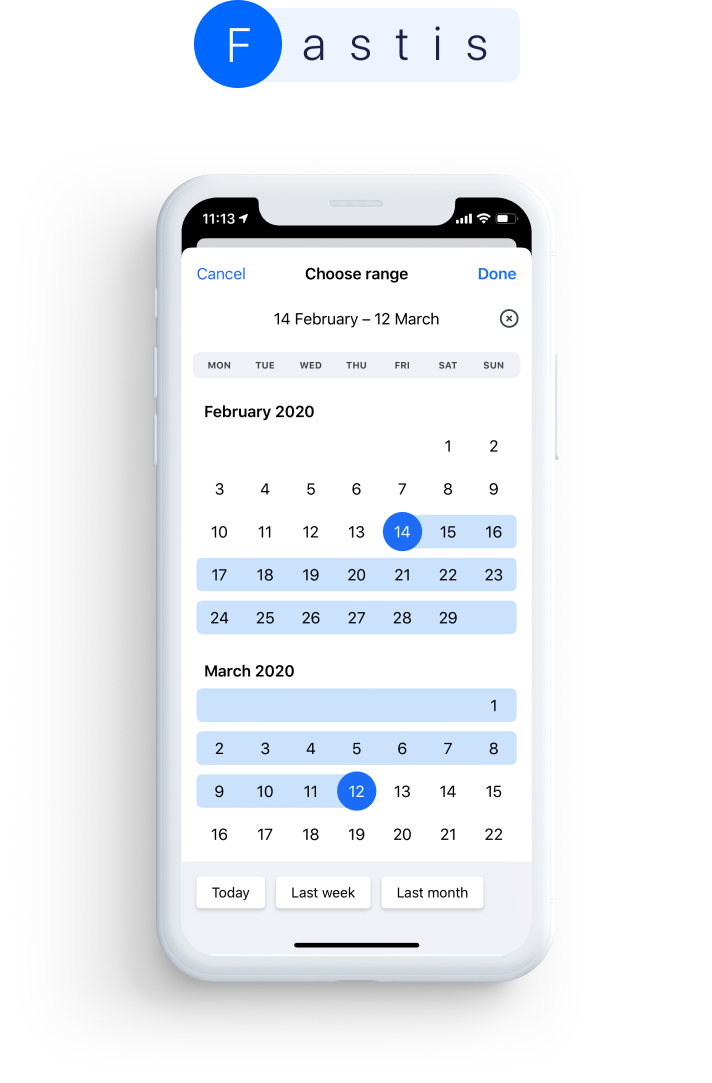 Fastis
11:13
Cancel Choose range Done
14 February – 12 March
MON TUE WED THU FRI SAT SUN
February 2020
1 2
3 4 5 6 7 8 9
10 11 12 13 14 15 16
17 18 19 20 21 22 23
24 25 26 27 28 29
March 2020
1
2 3 4 5 6 7 8
9 10 11 12 13 14 15
16 17 18 19 20 21 22
Today Last week Last month